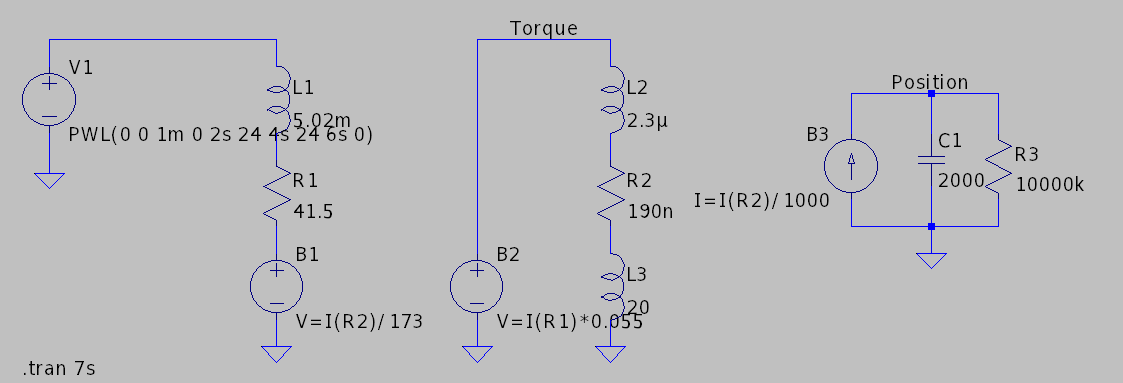 Torque
V1
PWL(0 0 1m 0 2s 24 4s 24 6s 0)
L1
5.02m
R1
41.5
B1
V=I(R2)/173
L2
2.3µ
R2
190n
B2
V=I(R1)*0.055
L3
20
Position
B3
I=I(R2)/1000
C1
2000
R3
10000k
.tran 7s